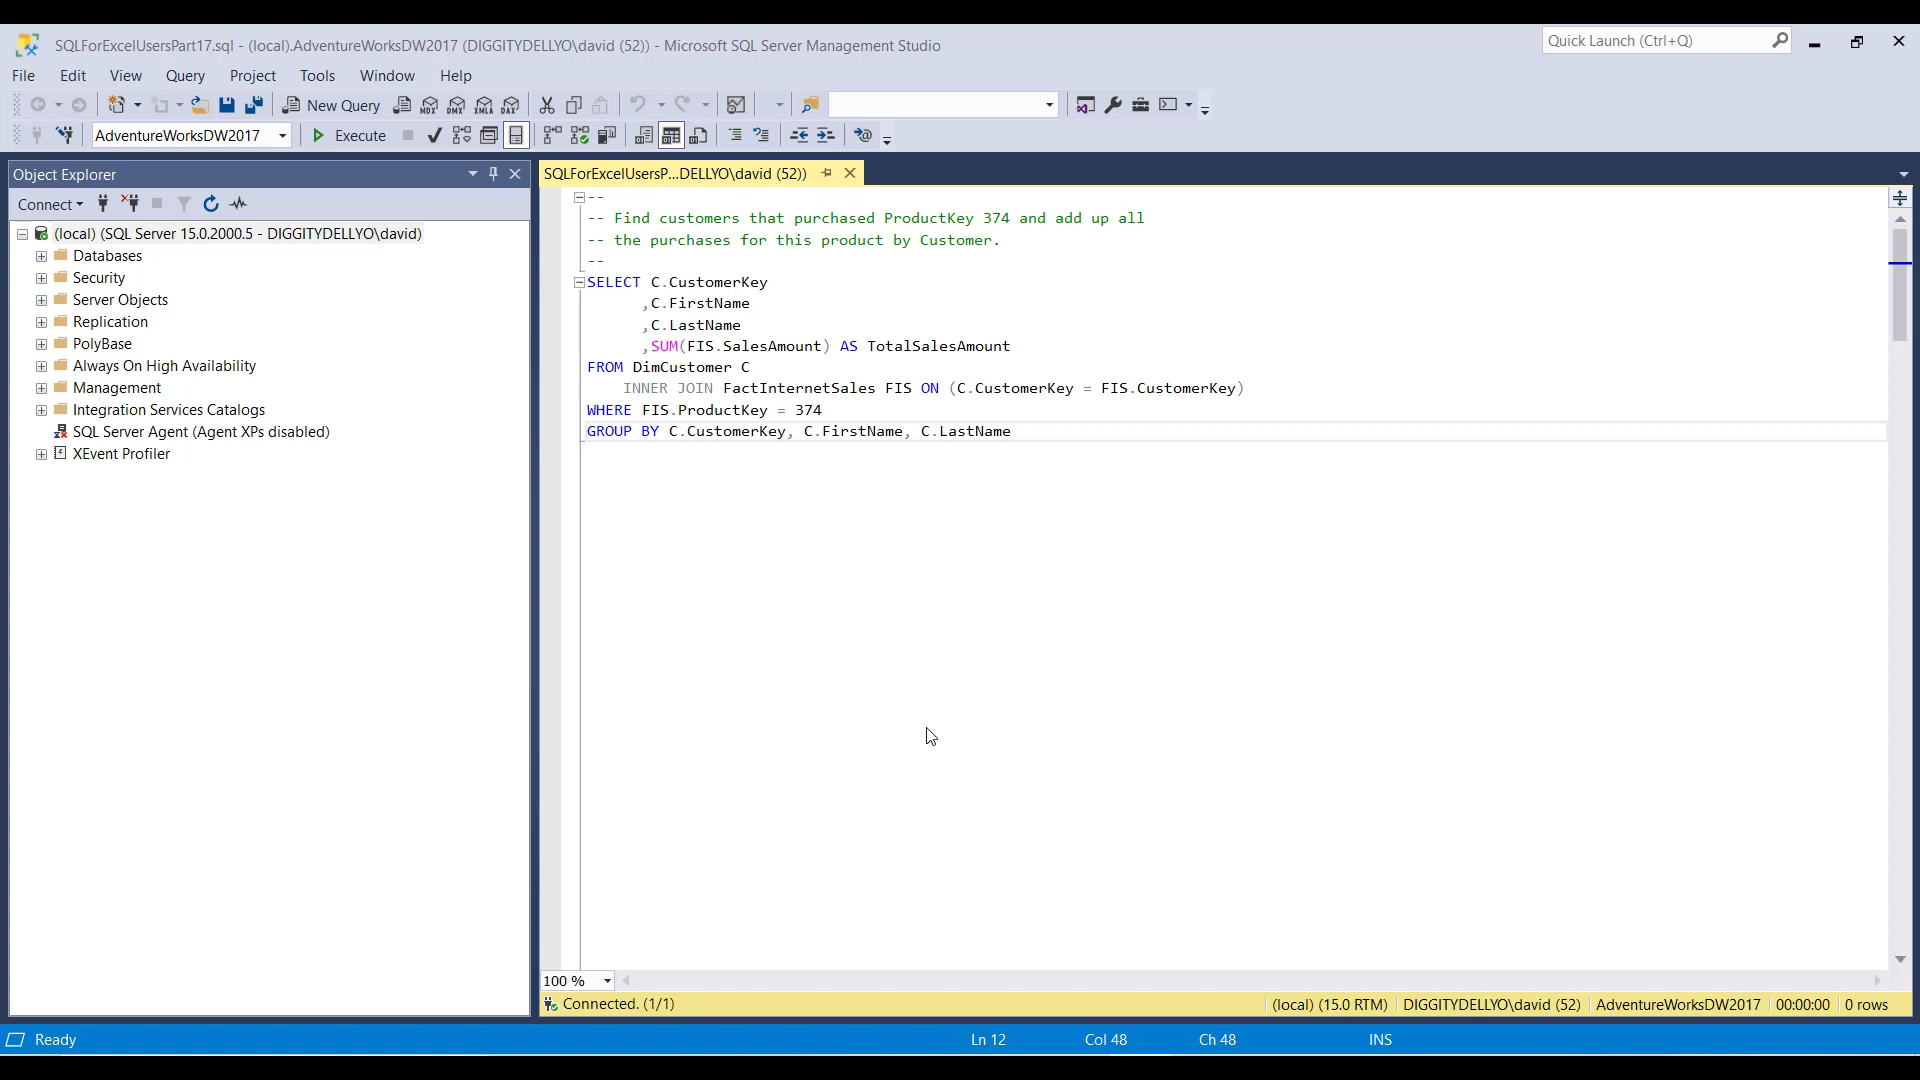 SQLForExcelUsersPart17.sql - (local).AdventureWorksDW2017 (DIGGITYDELLYO\david (52)) - Microsoft SQL Server Management Studio
Quick Launch (Ctrl+Q)
File Edit View Query Project Tools Window Help
New Query MDX DMX XMLA DAX
AdventureWorksDW2017 Execute
Object Explorer
SQLForExcelUsersP...DELLYO\david (52))
Connect
(local) (SQL Server 15.0.2000.5 - DIGGITYDELLYO\david)
Databases
Security
Server Objects
Replication
PolyBase
Always On High Availability
Management
Integration Services Catalogs
SQL Server Agent (Agent XPs disabled)
XEvent Profiler
--
-- Find customers that purchased ProductKey 374 and add up all
-- the purchases for this product by Customer.
--
SELECT C.CustomerKey
,C.FirstName
,C.LastName
,SUM(FIS.SalesAmount) AS TotalSalesAmount
FROM DimCustomer C
INNER JOIN FactInternetSales FIS ON (C.CustomerKey = FIS.CustomerKey)
WHERE FIS.ProductKey = 374
GROUP BY C.CustomerKey, C.FirstName, C.LastName
100 %
Connected. (1/1)
(local) (15.0 RTM) DIGGITYDELLYO\david (52) AdventureWorksDW2017 00:00:00 0 rows
Ready
Ln 12 Col 48 Ch 48 INS